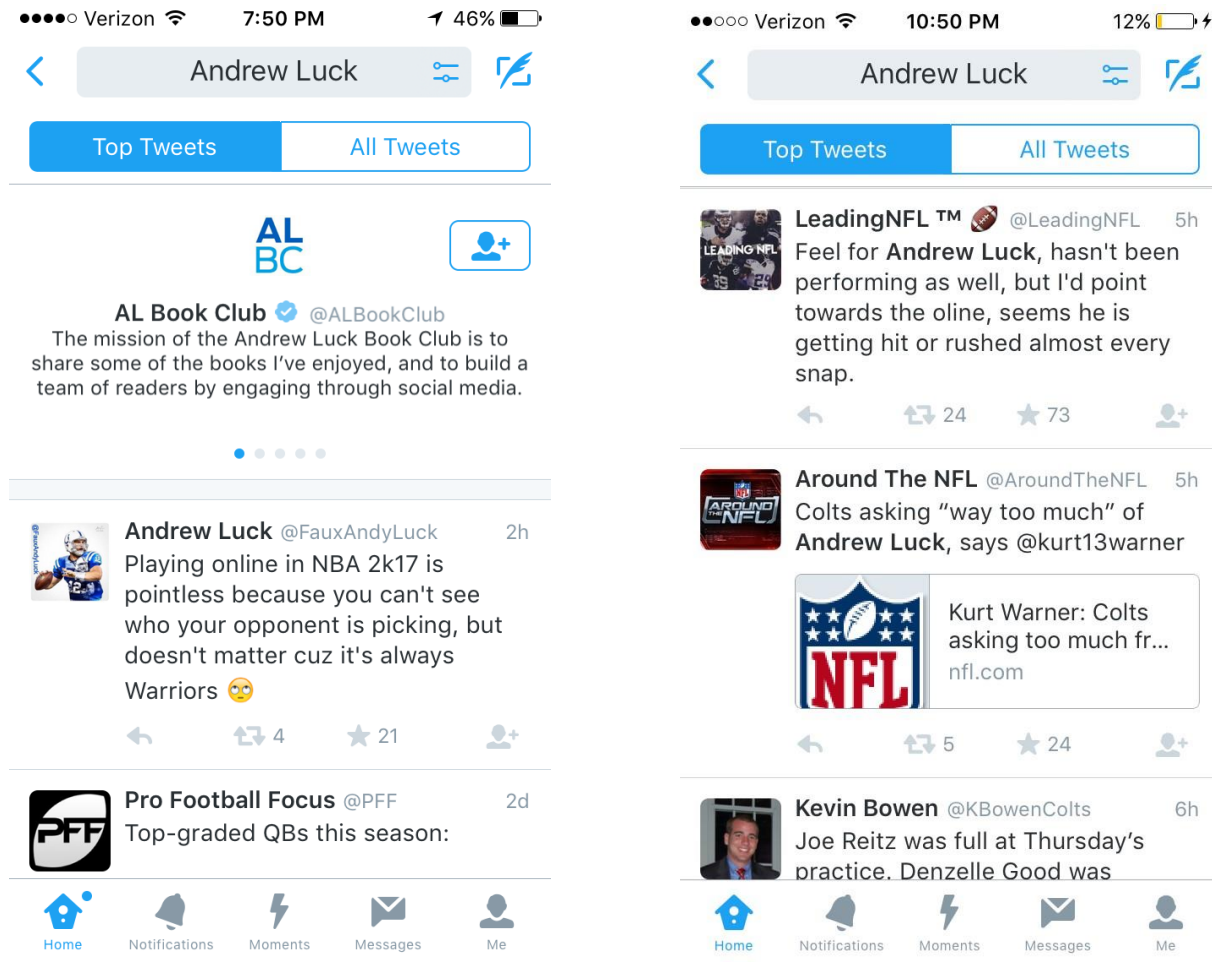 Verizon 7:50 PM 46%
Andrew Luck
Top Tweets All Tweets
AL
BC
AL Book Club @ALBookClub
The mission of the Andrew Luck Book Club is to
share some of the books I’ve enjoyed, and to build a
team of readers by engaging through social media.
@FauxAndyLuck
Andrew Luck @FauxAndyLuck 2h
Playing online in NBA 2k17 is
pointless because you can't see
who your opponent is picking, but
doesn't matter cuz it's always
Warriors 🙄
4 21
PFF
Pro Football Focus @PFF 2d
Top-graded QBs this season:
Home Notifications Moments Messages Me
Verizon 10:50 PM 12%
Andrew Luck
Top Tweets All Tweets
LEADING NFL
LeadingNFL ™ 🏈 @LeadingNFL 5h
Feel for Andrew Luck, hasn't been
performing as well, but I'd point
towards the oline, seems he is
getting hit or rushed almost every
snap.
24 73
AROUND
THE NFL
Around The NFL @AroundTheNFL 5h
Colts asking “way too much” of
Andrew Luck, says @kurt13warner
NFL
Kurt Warner: Colts
asking too much fr...
nfl.com
5 24
Kevin Bowen @KBowenColts 6h
Joe Reitz was full at Thursday’s
practice. Denzelle Good was
Home Notifications Moments Messages Me